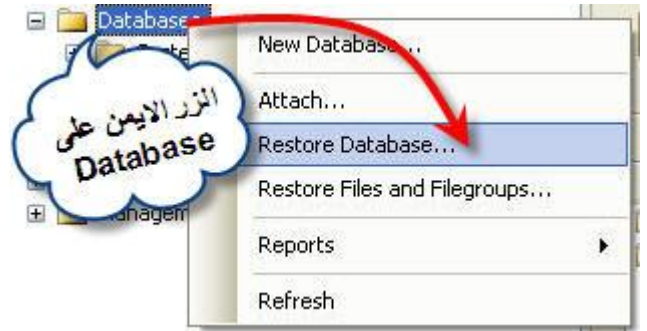 Databases
New Database...
Attach...
الزر الايمن على
Database
Restore Database...
Restore Files and Filegroups...
Reports
Refresh